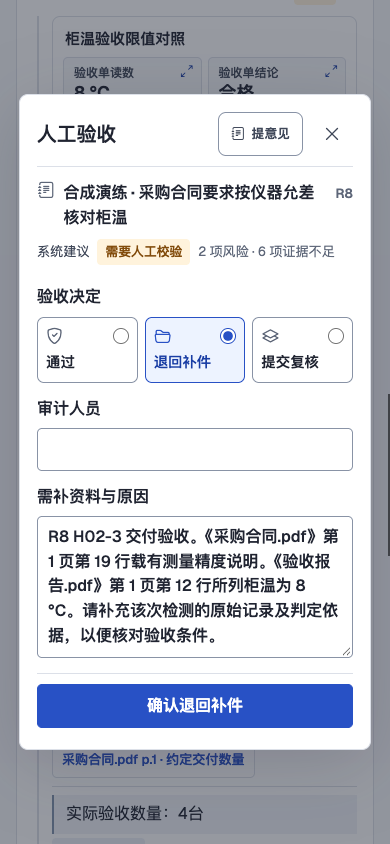 柜温验收限值对照
验收单读数
验收单结论
8 °C
合格
人工验收
提意见
合成演练 · 采购合同要求按仪器允差
核对柜温
R8
系统建议 需要人工校验 2 项风险 · 6 项证据不足
验收决定
通过
退回补件
提交复核
审计人员
需补资料与原因
R8 H02-3 交付验收。《采购合同.pdf》第
1 页第 19 行载有测量精度说明。《验收报
告.pdf》第 1 页第 12 行所列柜温为 8
°C。请补充该次检测的原始记录及判定依
据，以便核对验收条件。
确认退回补件
采购合同.pdf p.1 · 约定交付数量
实际验收数量：4台